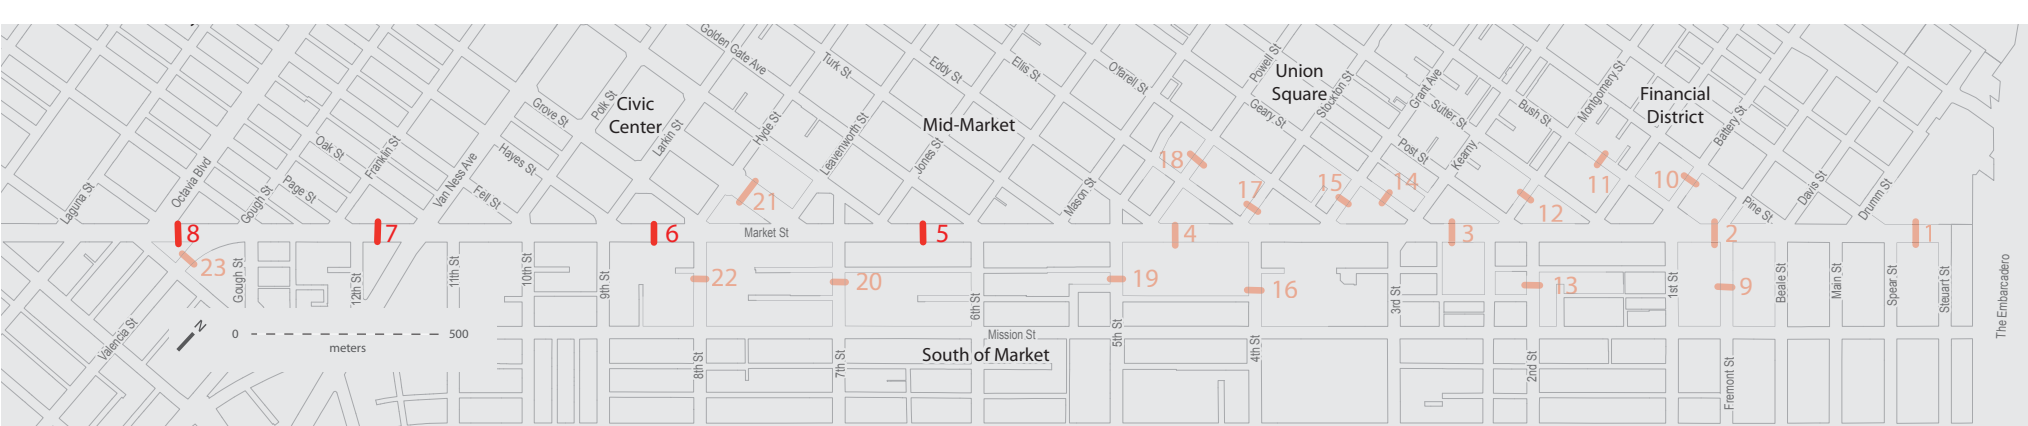 Golden Gate Ave
Turk St
Eddy St
Ellis St
O'farell St
Powell St
Union
Square
Stockton St
Grant Ave
Sutter St
Bush St
Montgomery St
Financial
District
Battery St
Civic
Center
Polk St
Grove St
Larkin St
Hyde St
Leavenworth St
Mid-Market
Jones St
Geary St
Post St
Kearny
Oak St
Franklin St
Hayes St
Van Ness Ave
Fell St
Page St
Gough St
Octavia Blvd
Laguna St
Mason St
Pine St
Davis St
Drumm St
18
17
15
14
12
11
10
21
8
7
6
Market St
5
4
3
2
1
23
22
20
19
16
13
9
Gough St
12th St
11th St
10th St
9th St
8th St
7th St
6th St
5th St
4th St
3rd St
2nd St
1st St
Fremont St
Beale St
Main St
Spear St
Steuart St
The Embarcadero
Valencia St
N
0
500
meters
Mission St
South of Market